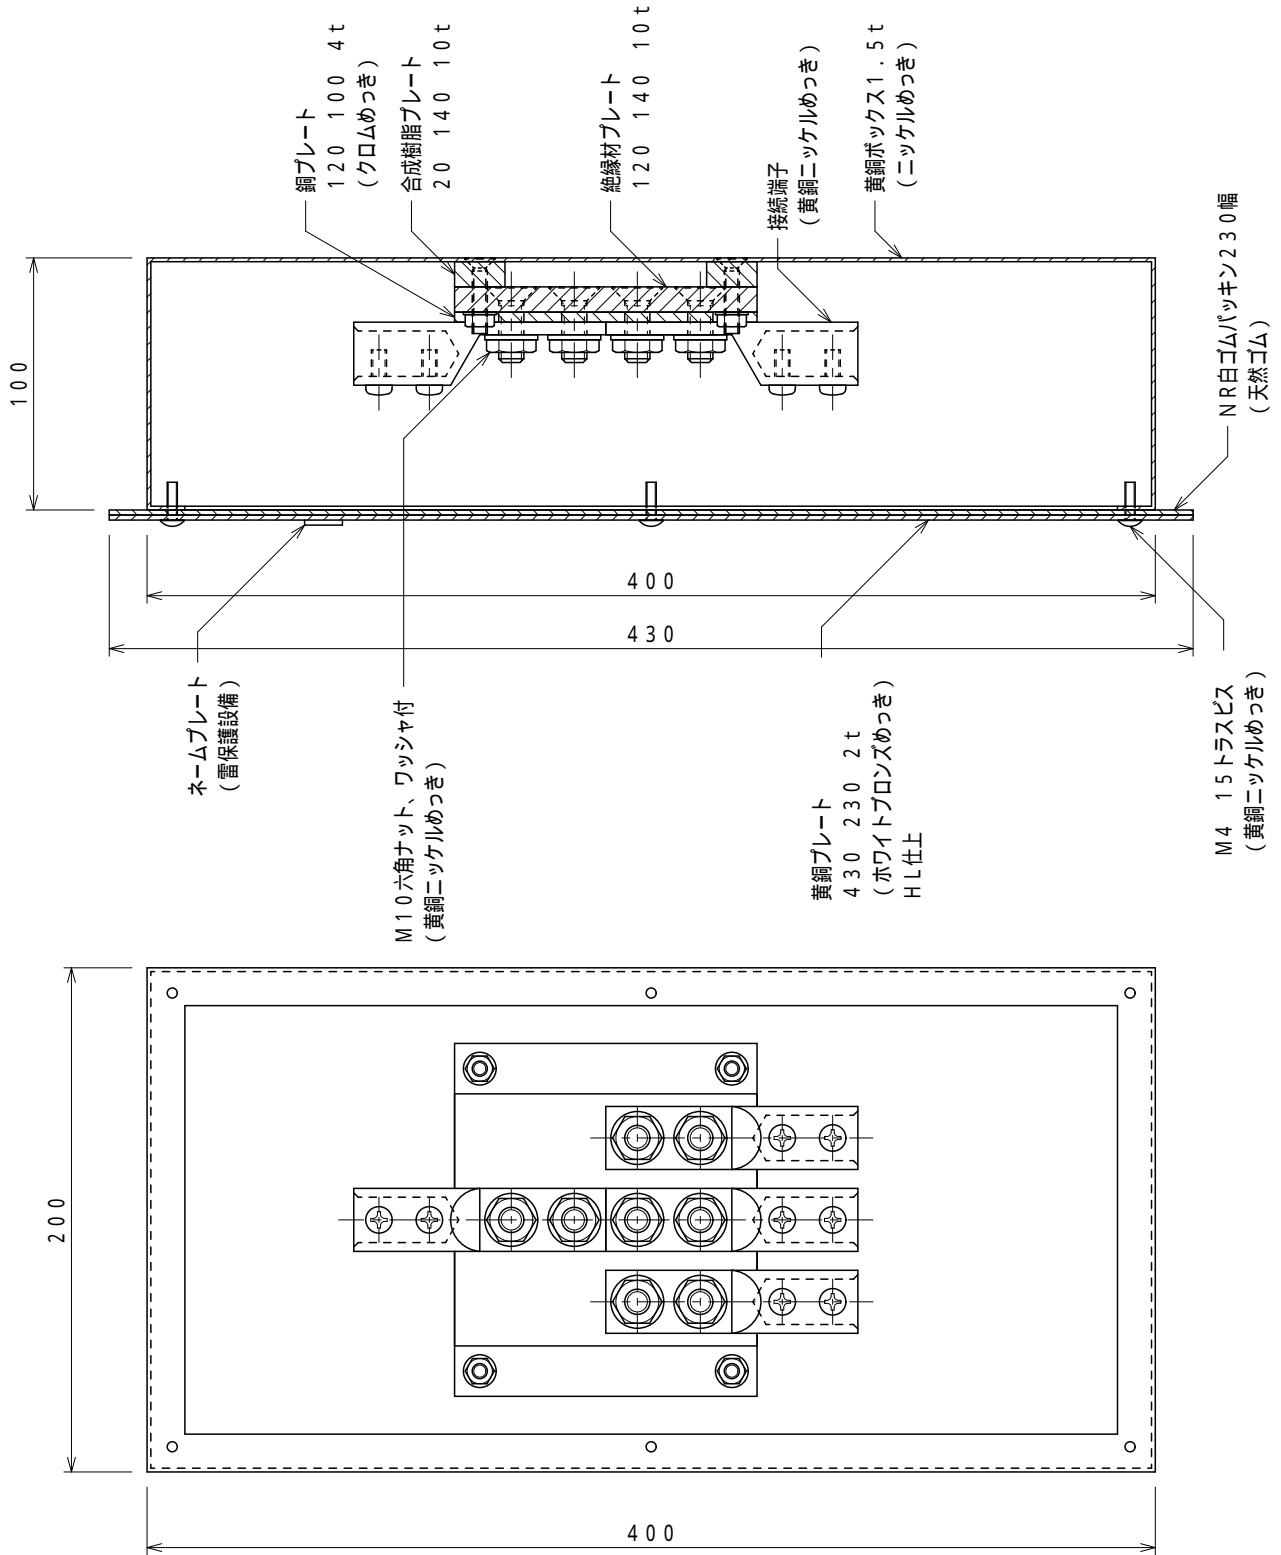 銅プレート
120 100 4t
(クロムめっき)
合成樹脂プレート
20 140 10t
絶縁材プレート
120 140 10t
接続端子
(黄銅ニッケルめっき)
黄銅ボックス1.5t
(ニッケルめっき)
NR白ゴムパッキン230幅
(天然ゴム)
100
400
430
ネームプレート
(雷保護設備)
M10六角ナット、ワッシャ付
(黄銅ニッケルめっき)
黄銅プレート
430 230 2t
(ホワイトブロンズめっき)
HL仕上
M4 15トラスビス
(黄銅ニッケルめっき)
200
400